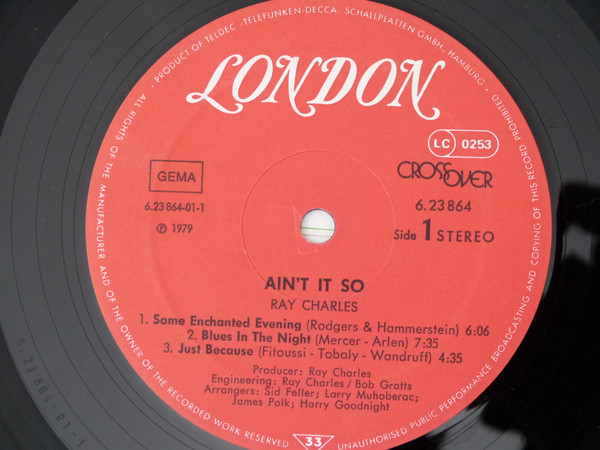 · PRODUCT OF TELDEC »TELEFUNKEN-DECCA« SCHALLPLATTEN GMBH., HAMBURG ·
LONDON
LC 0253
CROSSOVER
GEMA
6.23 864-01-1
6.23 864
℗ 1979
Side 1 STEREO
AIN'T IT SO
RAY CHARLES
1. Some Enchanted Evening (Rodgers & Hammerstein) 6:06
2. Blues In The Night (Mercer - Arlen) 7:35
3. Just Because (Fitoussi - Tobaly - Wandruff) 4:35
Producer: Ray Charles
Engineering: Ray Charles / Bob Gratts
Arrangers: Sid Feller; Larry Muhoberac;
James Polk; Harry Goodnight
33
ALL RIGHTS OF THE MANUFACTURER AND OF THE OWNER OF THE RECORDED WORK RESERVED
UNAUTHORISED PUBLIC PERFORMANCE BROADCASTING AND COPYING OF THIS RECORD PROHIBITED
6.23864-01-1